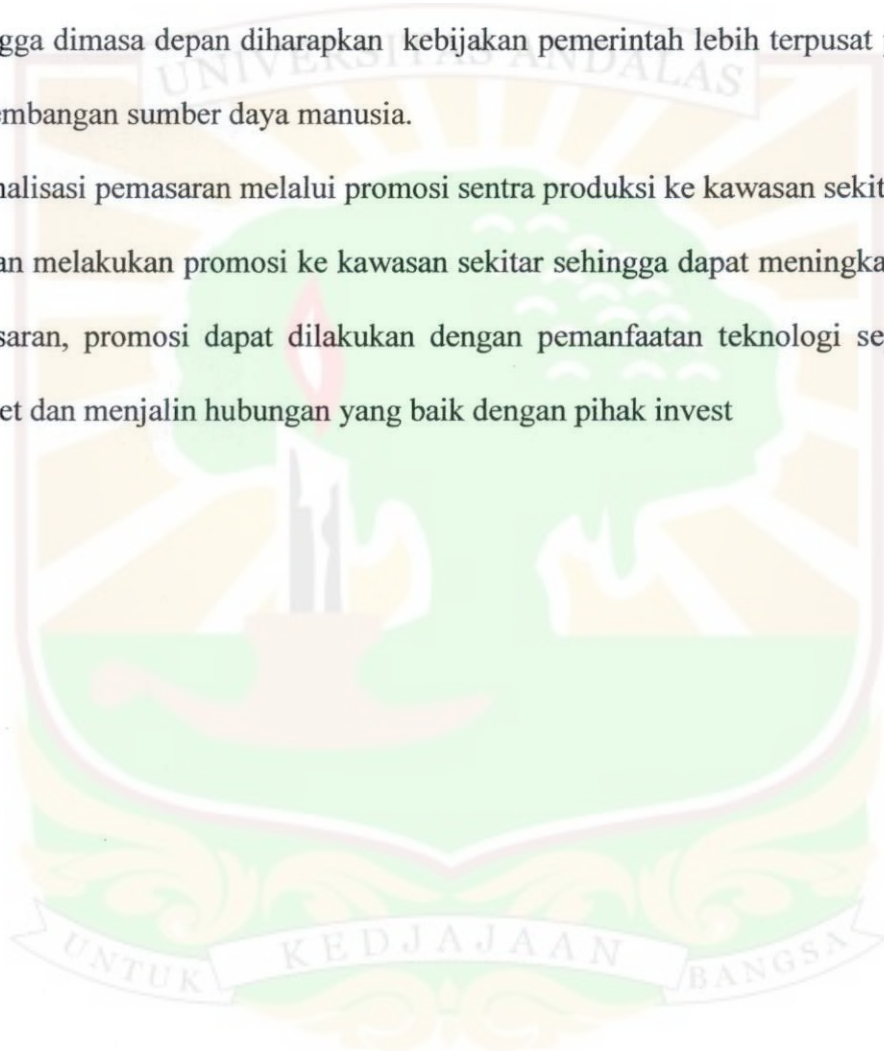 UNIVERSITAS ANDALAS
gga dimasa depan diharapkan kebijakan pemerintah lebih terpusat
embangan sumber daya manusia.
nalisasi pemasaran melalui promosi sentra produksi ke kawasan sekit
an melakukan promosi ke kawasan sekitar sehingga dapat meningka
saran, promosi dapat dilakukan dengan pemanfaatan teknologi se
et dan menjalin hubungan yang baik dengan pihak invest
UNTUK KEDJAJAAN BANGSA